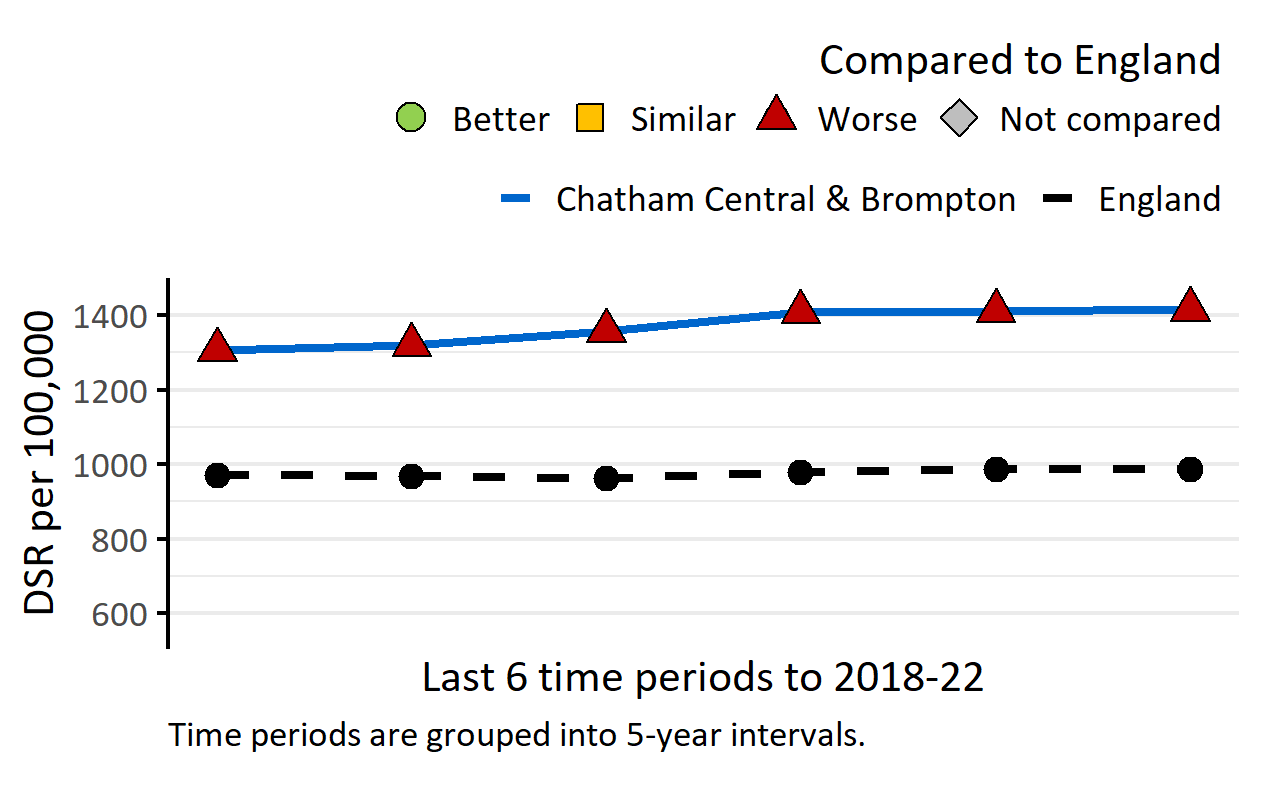 Compared to England
Better Similar Worse Not compared
Chatham Central & Brompton England
DSR per 100,000
1400
1200
1000
800
600
Last 6 time periods to 2018-22
Time periods are grouped into 5-year intervals.